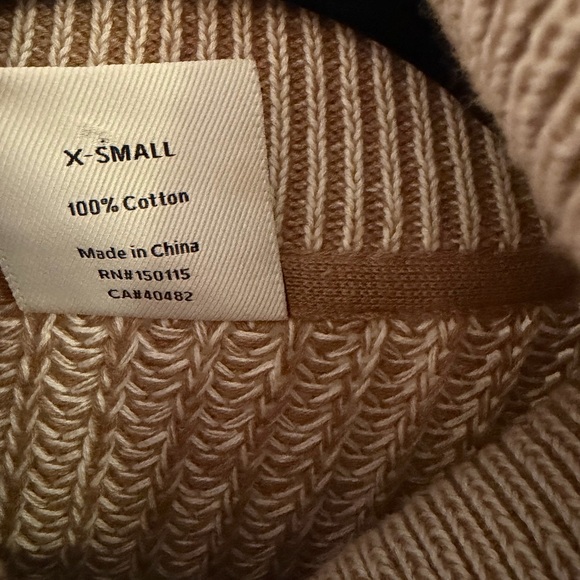 X-SMALL
100% Cotton
Made in China
RN#150115
CA#40482